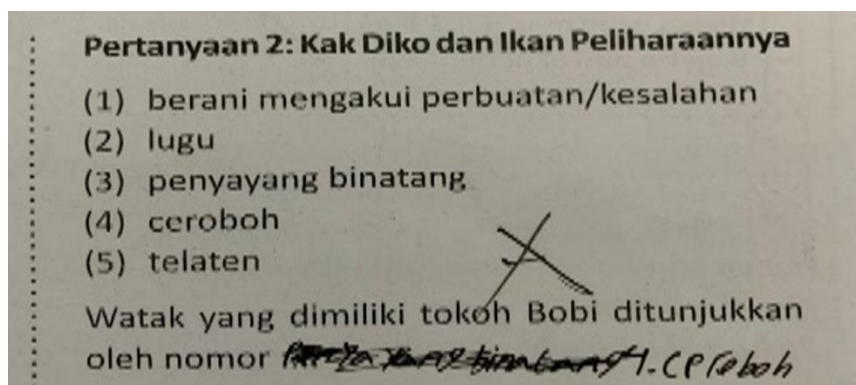 Pertanyaan 2: Kak Diko dan Ikan Peliharaannya
(1) berani mengakui perbuatan/kesalahan
(2) lugu
(3) penyayang binatang
(4) ceroboh
(5) telaten
Watak yang dimiliki tokoh Bobi ditunjukkan
oleh nomor 4. ceroboh